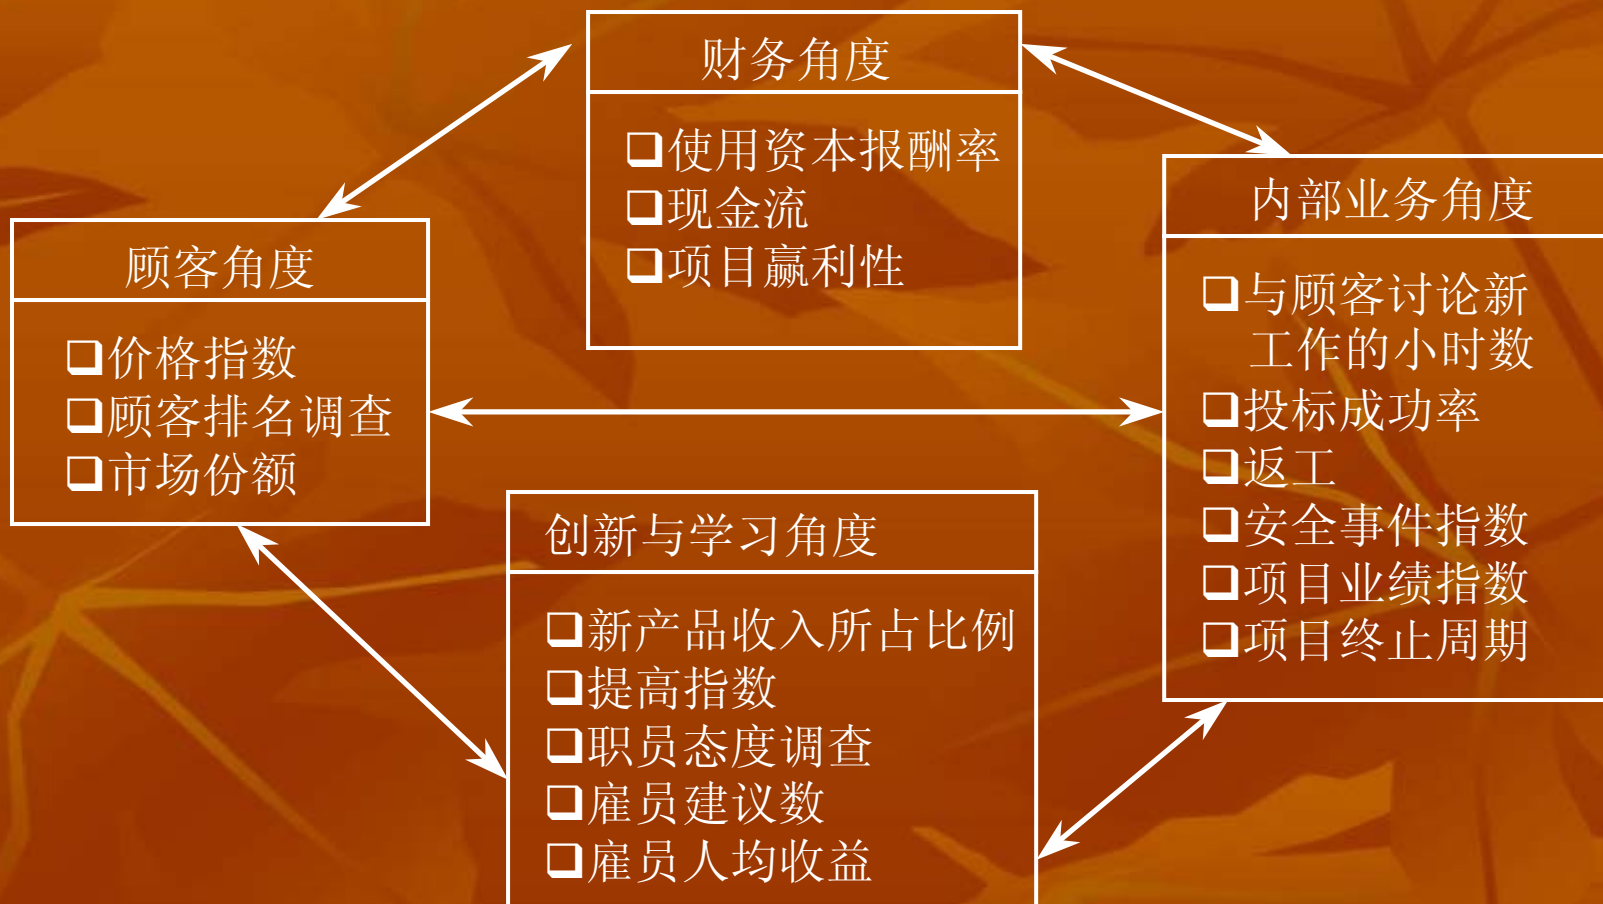 财务角度
❑使用资本报酬率
❑现金流
❑项目赢利性
顾客角度
❑价格指数
❑顾客排名调查
❑市场份额
内部业务角度
❑与顾客讨论新
工作的小时数
❑投标成功率
❑返工
❑安全事件指数
❑项目业绩指数
❑项目终止周期
创新与学习角度
❑新产品收入所占比例
❑提高指数
❑职员态度调查
❑雇员建议数
❑雇员人均收益